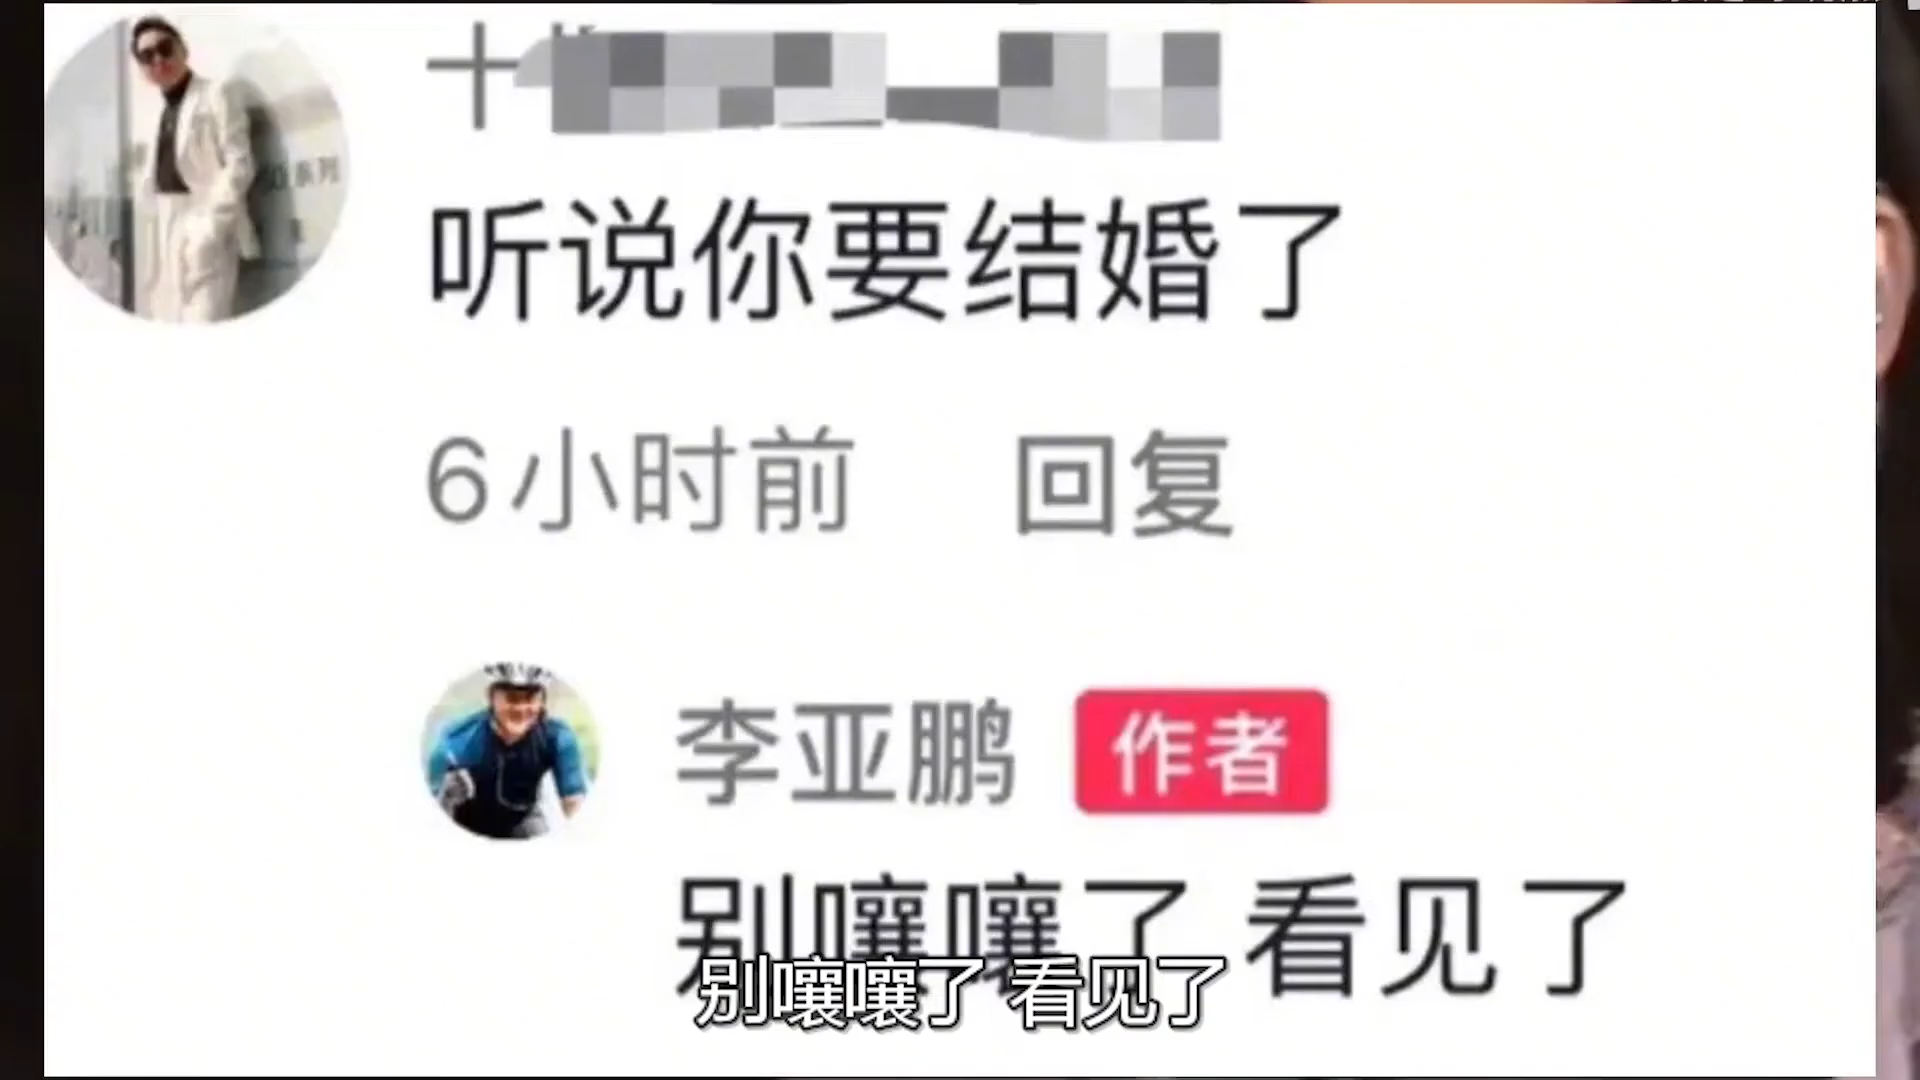 十
听说你要结婚了
6小时前 回复
李亚鹏 作者
别嚷嚷了 看见了
别嚷嚷了 看见了